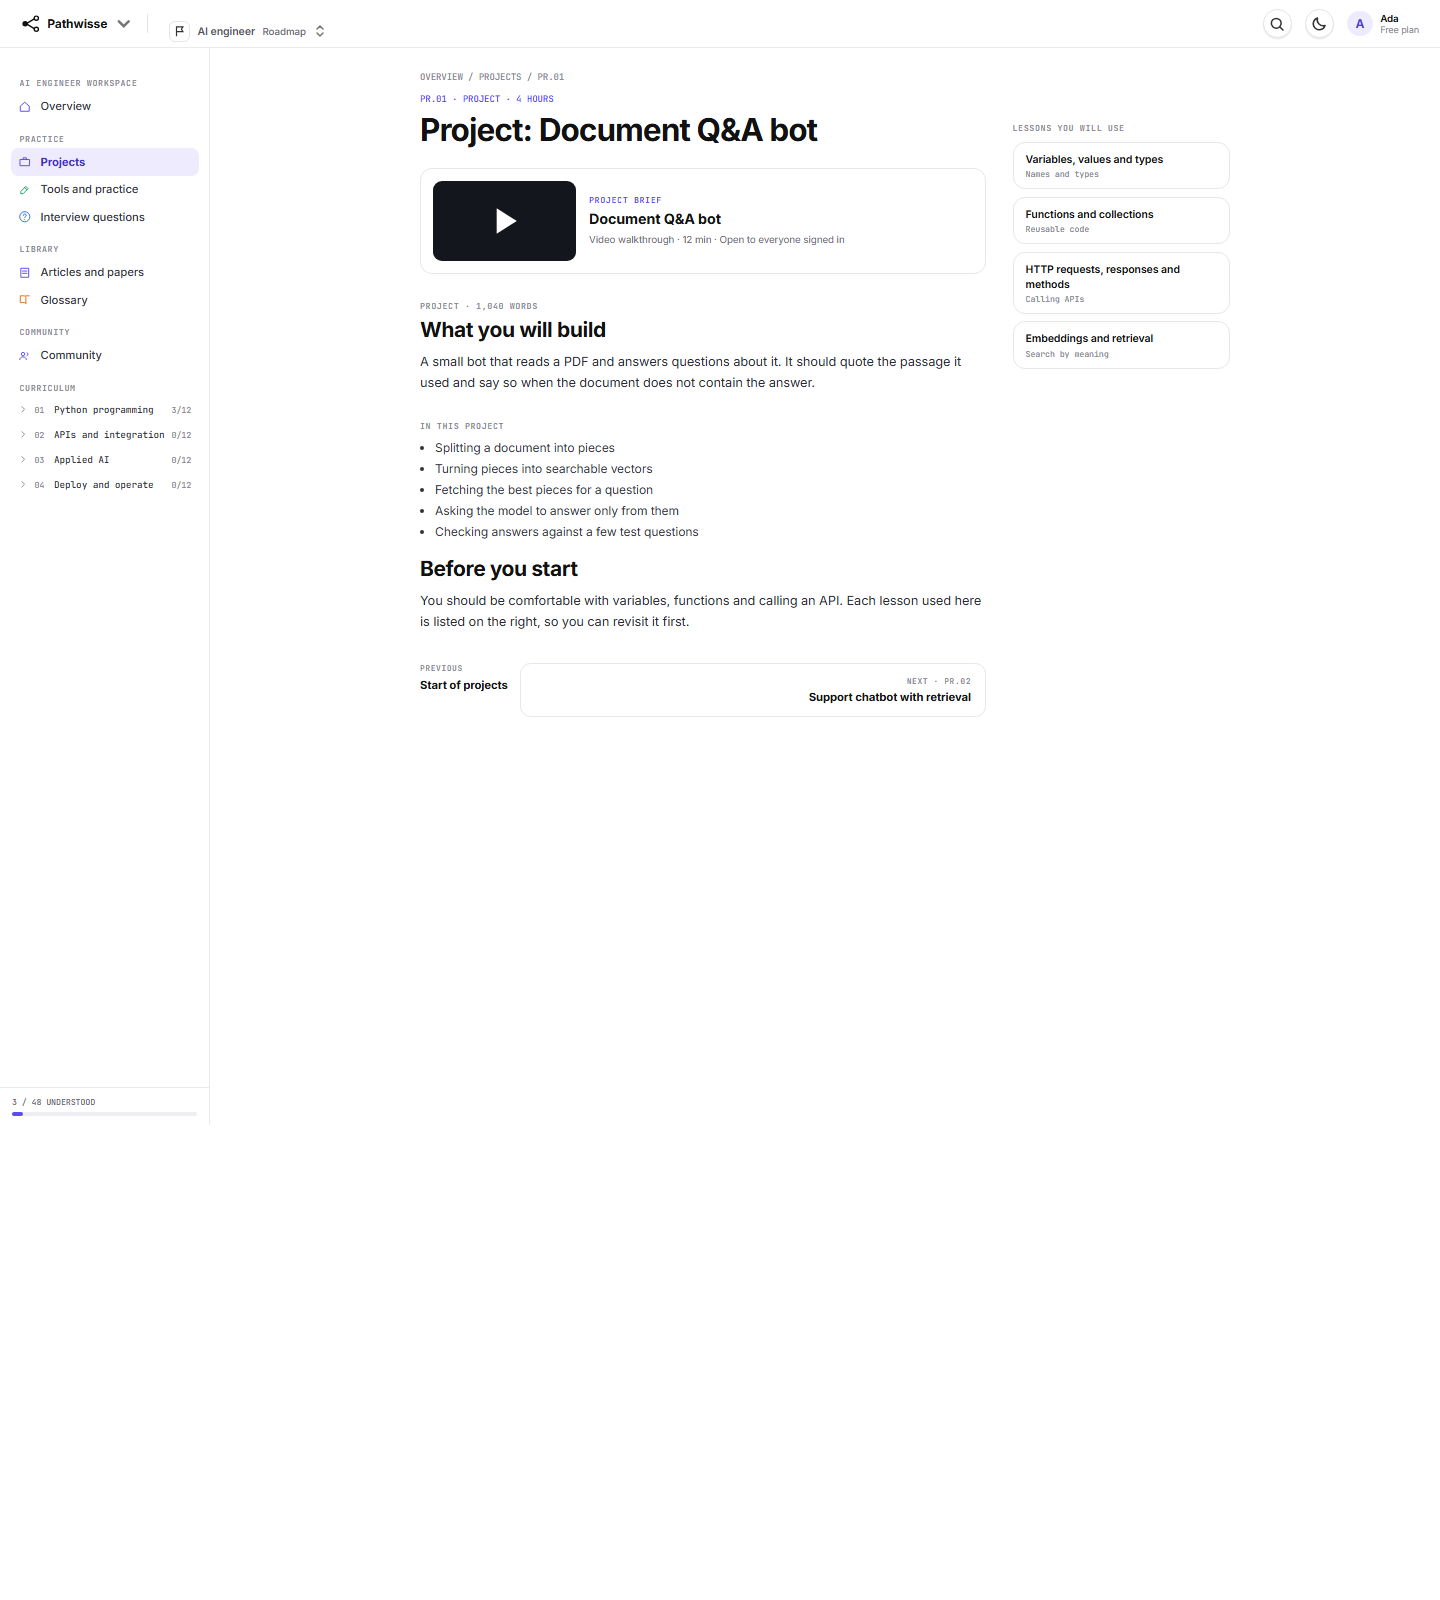 Pathwisse
AI engineer Roadmap
A
Ada
Free plan
AI ENGINEER WORKSPACE
Overview
PRACTICE
Projects
Tools and practice
Interview questions
LIBRARY
Articles and papers
Glossary
COMMUNITY
Community
CURRICULUM
01 Python programming 3/12
02 APIs and integration 0/12
03 Applied AI 0/12
04 Deploy and operate 0/12
3 / 48 UNDERSTOOD
OVERVIEW / PROJECTS / PR.01
PR.01 · PROJECT · 4 HOURS
Project: Document Q&A bot
PROJECT BRIEF
Document Q&A bot
Video walkthrough · 12 min · Open to everyone signed in
PROJECT · 1,040 WORDS
What you will build
A small bot that reads a PDF and answers questions about it. It should quote the passage it
used and say so when the document does not contain the answer.
IN THIS PROJECT
• Splitting a document into pieces
• Turning pieces into searchable vectors
• Fetching the best pieces for a question
• Asking the model to answer only from them
• Checking answers against a few test questions
Before you start
You should be comfortable with variables, functions and calling an API. Each lesson used here
is listed on the right, so you can revisit it first.
PREVIOUS
Start of projects
NEXT · PR.02
Support chatbot with retrieval
LESSONS YOU WILL USE
Variables, values and types
Names and types
Functions and collections
Reusable code
HTTP requests, responses and
methods
Calling APIs
Embeddings and retrieval
Search by meaning